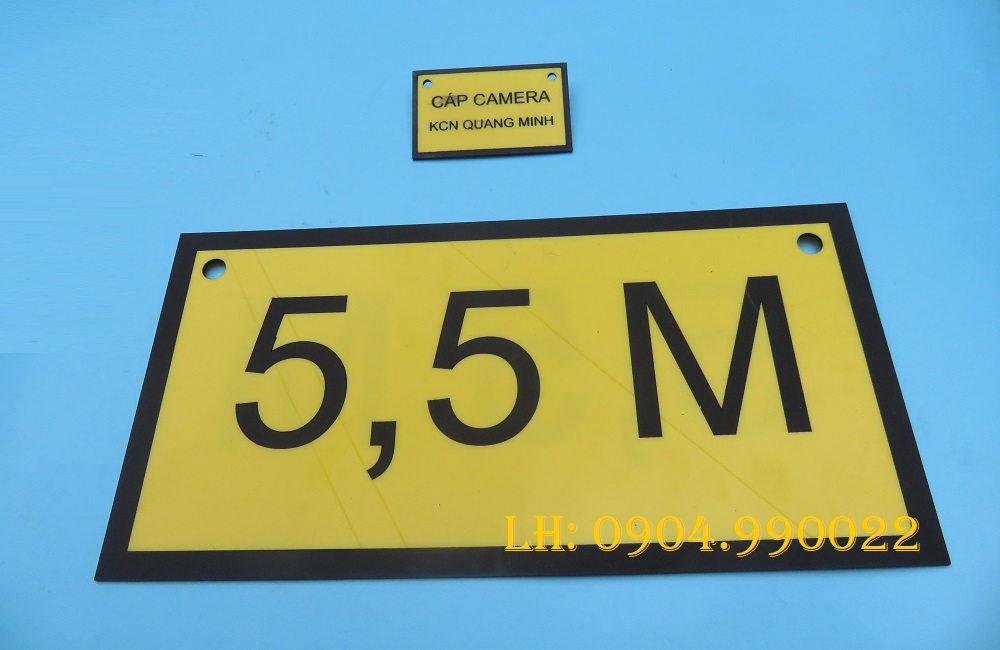 CÁP CAMERA
KCN QUANG MINH
5,5 M
LH: 0904.990022